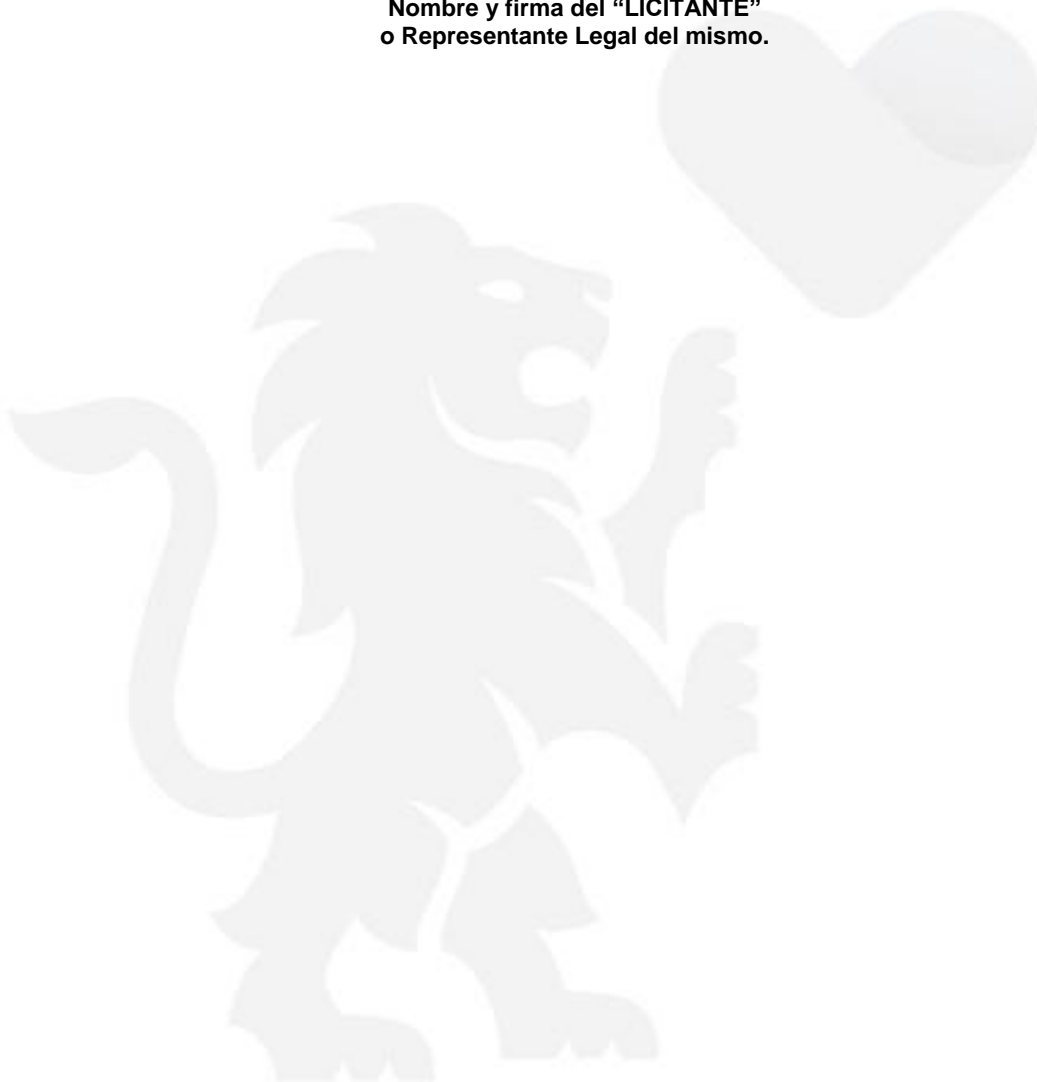 Nombre y firma del “LICITANTE”
o Representante Legal del mismo.